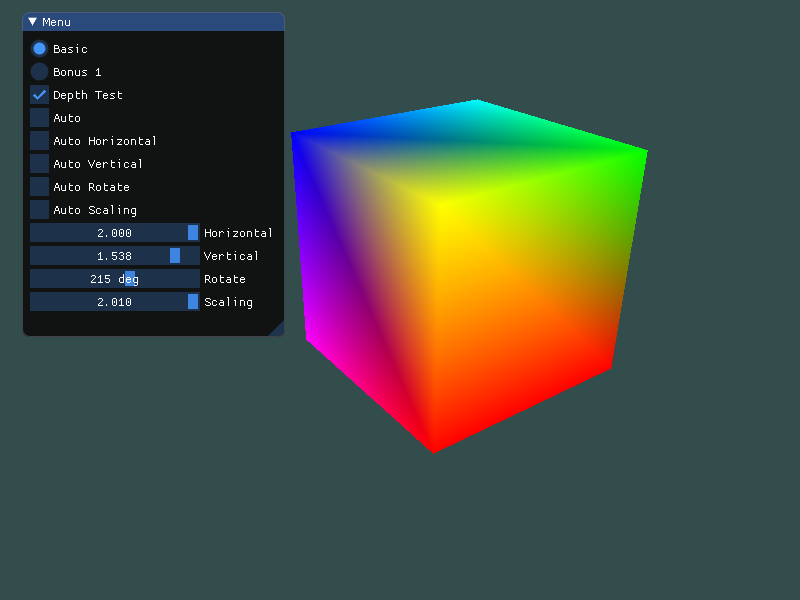 Menu
Basic
Bonus 1
Depth Test
Auto
Auto Horizontal
Auto Vertical
Auto Rotate
Auto Scaling
2.000 Horizontal
1.538 Vertical
215 deg Rotate
2.010 Scaling